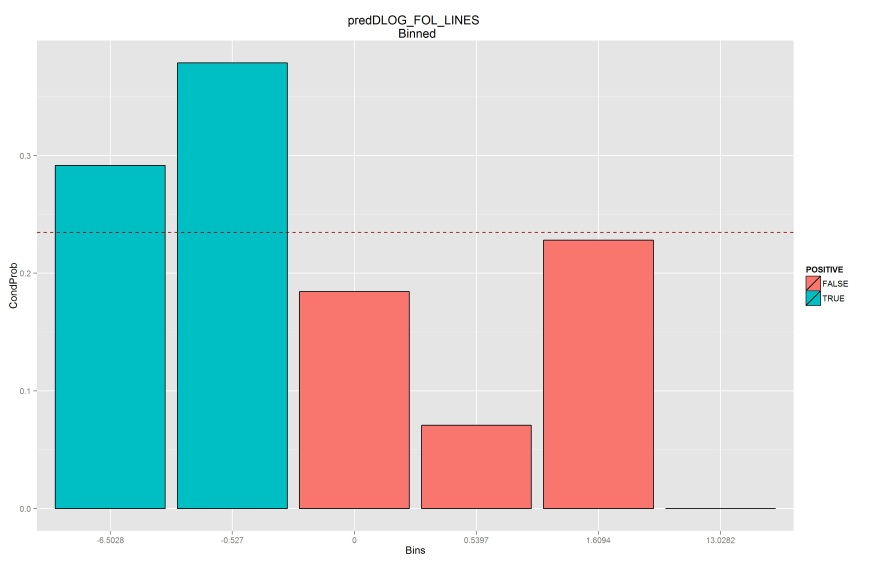 predDLOG_FOL_LINES
Binned
CondProb
0.3
0.2
0.1
0.0
-6.5028
-0.527
0
0.5397
1.6094
13.0282
Bins
POSITIVE
FALSE
TRUE